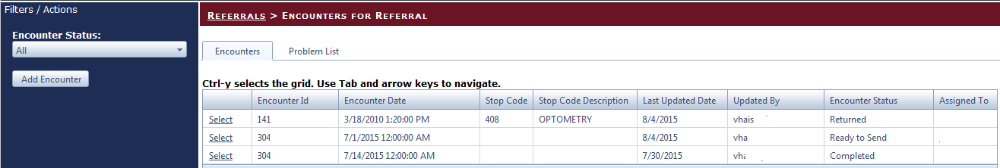 Filters / Actions
REFERRALS > ENCOUNTERS FOR REFERRAL
Encounter Status:
All
Add Encounter
Encounters Problem List
Ctrl-y selects the grid. Use Tab and arrow keys to navigate.
Encounter Id Encounter Date Stop Code Stop Code Description Last Updated Date Updated By Encounter Status Assigned To
Select 141 3/18/2010 1:20:00 PM 408 OPTOMETRY 8/4/2015 vhais Returned
Select 304 7/1/2015 12:00:00 AM 8/4/2015 vha Ready to Send
Select 304 7/14/2015 12:00:00 AM 7/30/2015 vha Completed